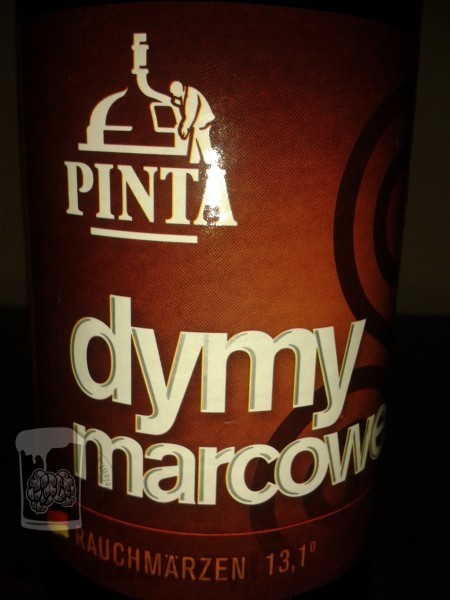 PINTA
dymy
marcowe
RAUCHMÄRZEN 13,1°